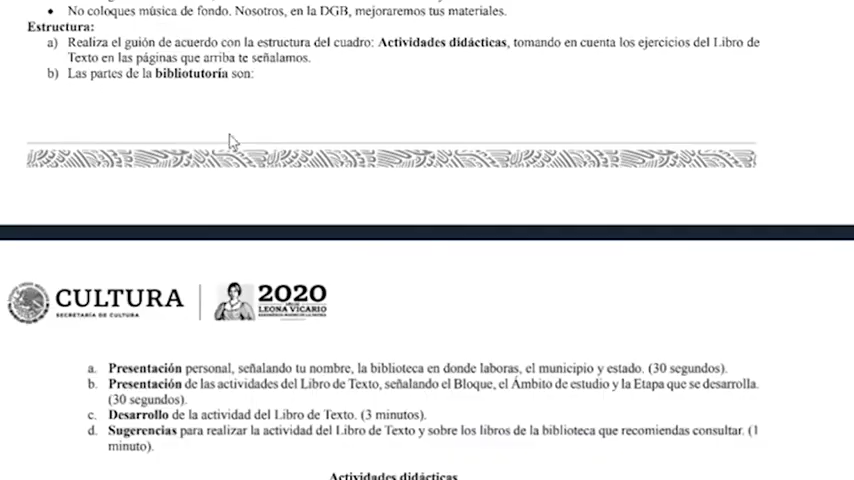 • No coloques música de fondo. Nosotros, en la DGB, mejoraremos tus materiales.
Estructura:
a) Realiza el guión de acuerdo con la estructura del cuadro: Actividades didácticas, tomando en cuenta los ejercicios del Libro de
Texto en las páginas que arriba te señalamos.
b) Las partes de la bibliotutoría son:
CULTURA
SECRETARÍA DE CULTURA
2020
LEONA VICARIO
a. Presentación personal, señalando tu nombre, la biblioteca en donde laboras, el municipio y estado. (30 segundos).
b. Presentación de las actividades del Libro de Texto, señalando el Bloque, el Ámbito de estudio y la Etapa que se desarrolla.
(30 segundos).
c. Desarrollo de la actividad del Libro de Texto. (3 minutos).
d. Sugerencias para realizar la actividad del Libro de Texto y sobre los libros de la biblioteca que recomiendas consultar. (1
minuto).
Actividades didácticas